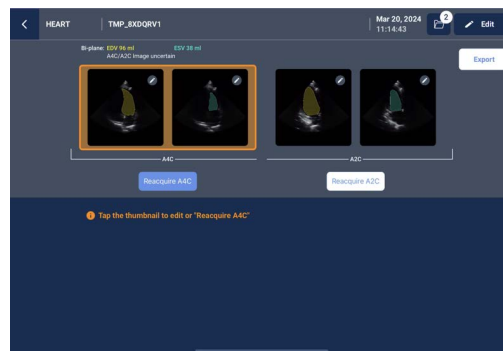 HEART
TMP_8XDQRV1
Mar 20, 2024
11:14:43
2
Edit
Bi-plane: EDV 96 ml ESV 38 ml
A4C/A2C image uncertain
Export
A4C
A2C
Reacquire A4C
Reacquire A2C
Tap the thumbnail to edit or "Reacquire A4C"